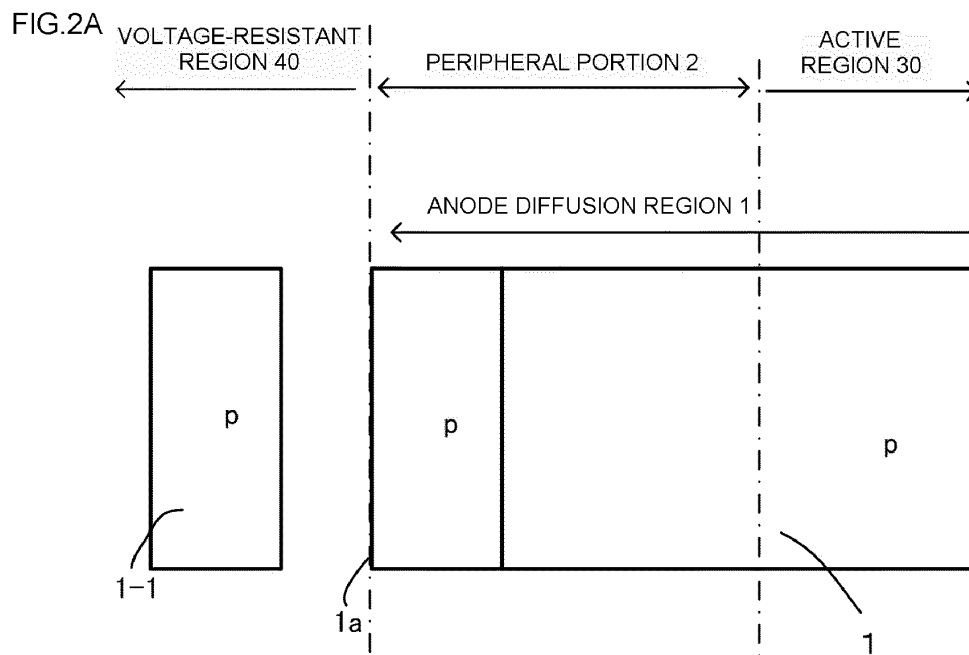 FIG.2A
VOLTAGE-RESISTANT
REGION 40
PERIPHERAL PORTION 2
ACTIVE
REGION 30
ANODE DIFFUSION REGION 1
p
p
p
1-1
1a
1